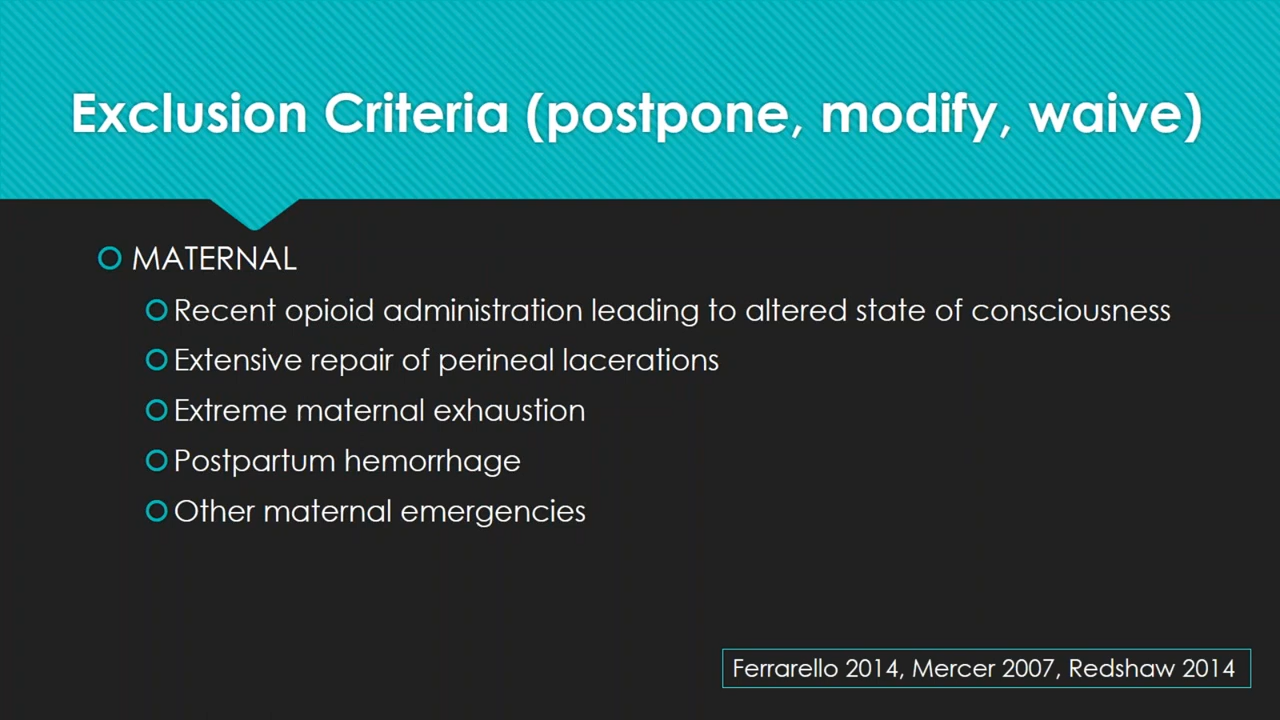 Exclusion Criteria (postpone, modify, waive)
MATERNAL
Recent opioid administration leading to altered state of consciousness
Extensive repair of perineal lacerations
Extreme maternal exhaustion
Postpartum hemorrhage
Other maternal emergencies
Ferrarello 2014, Mercer 2007, Redshaw 2014